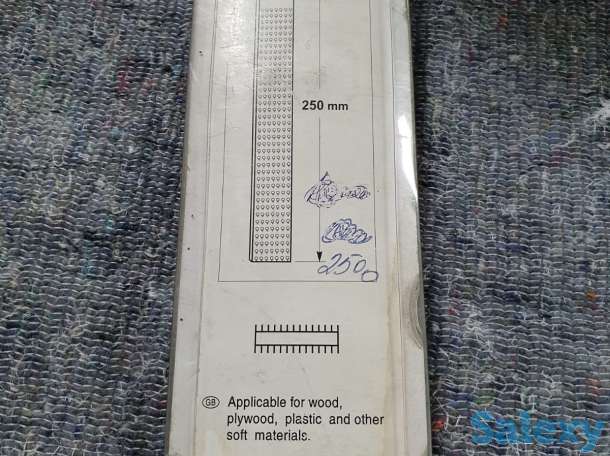 250 mm
2500
GB Applicable for wood,
plywood, plastic and other
soft materials.
Salexy